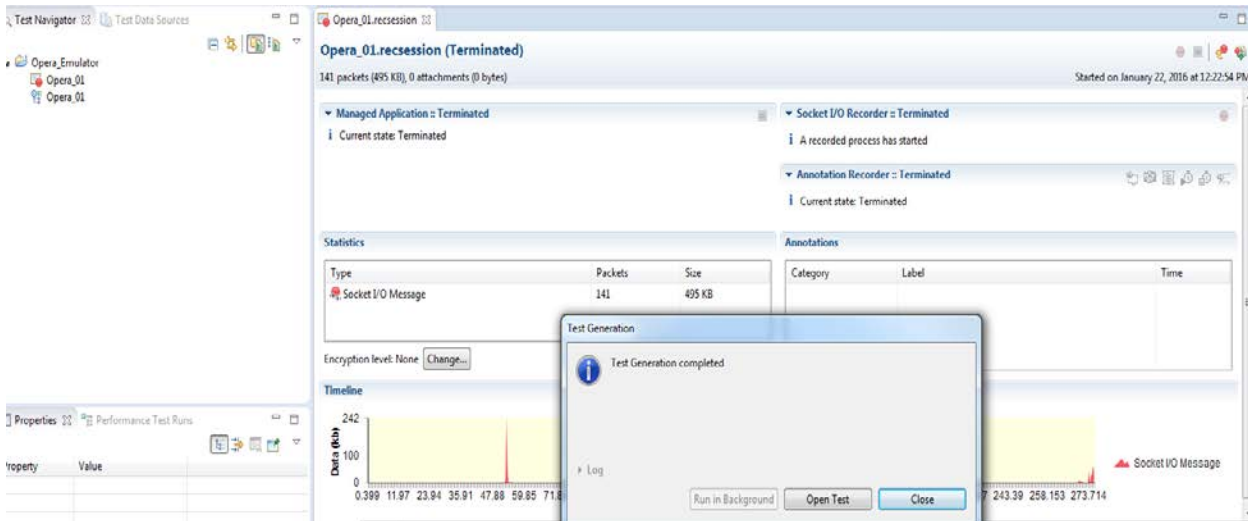 Test Navigator
Test Data Sources
Opera_Emulator
Opera_01
Opera_01
Properties
Performance Test Runs
Property Value
Opera_01.recsession
Opera_01.recsession (Terminated)
141 packets (495 KB), 0 attachments (0 bytes)
Started on January 22, 2016 at 12:22:54 PM
Managed Application :: Terminated
Current state: Terminated
Socket I/O Recorder :: Terminated
A recorded process has started
Annotation Recorder :: Terminated
Current state: Terminated
Statistics
Type Packets Size
Socket I/O Message 141 495 KB
Encryption level: None Change...
Annotations
Category Label Time
Timeline
242
100
0
Data (kb)
0.399 11.97 23.94 35.91 47.88 59.85
243.39 258.153 273.714
Socket I/O Message
Test Generation
Test Generation completed
Log
Run in Background Open Test Close